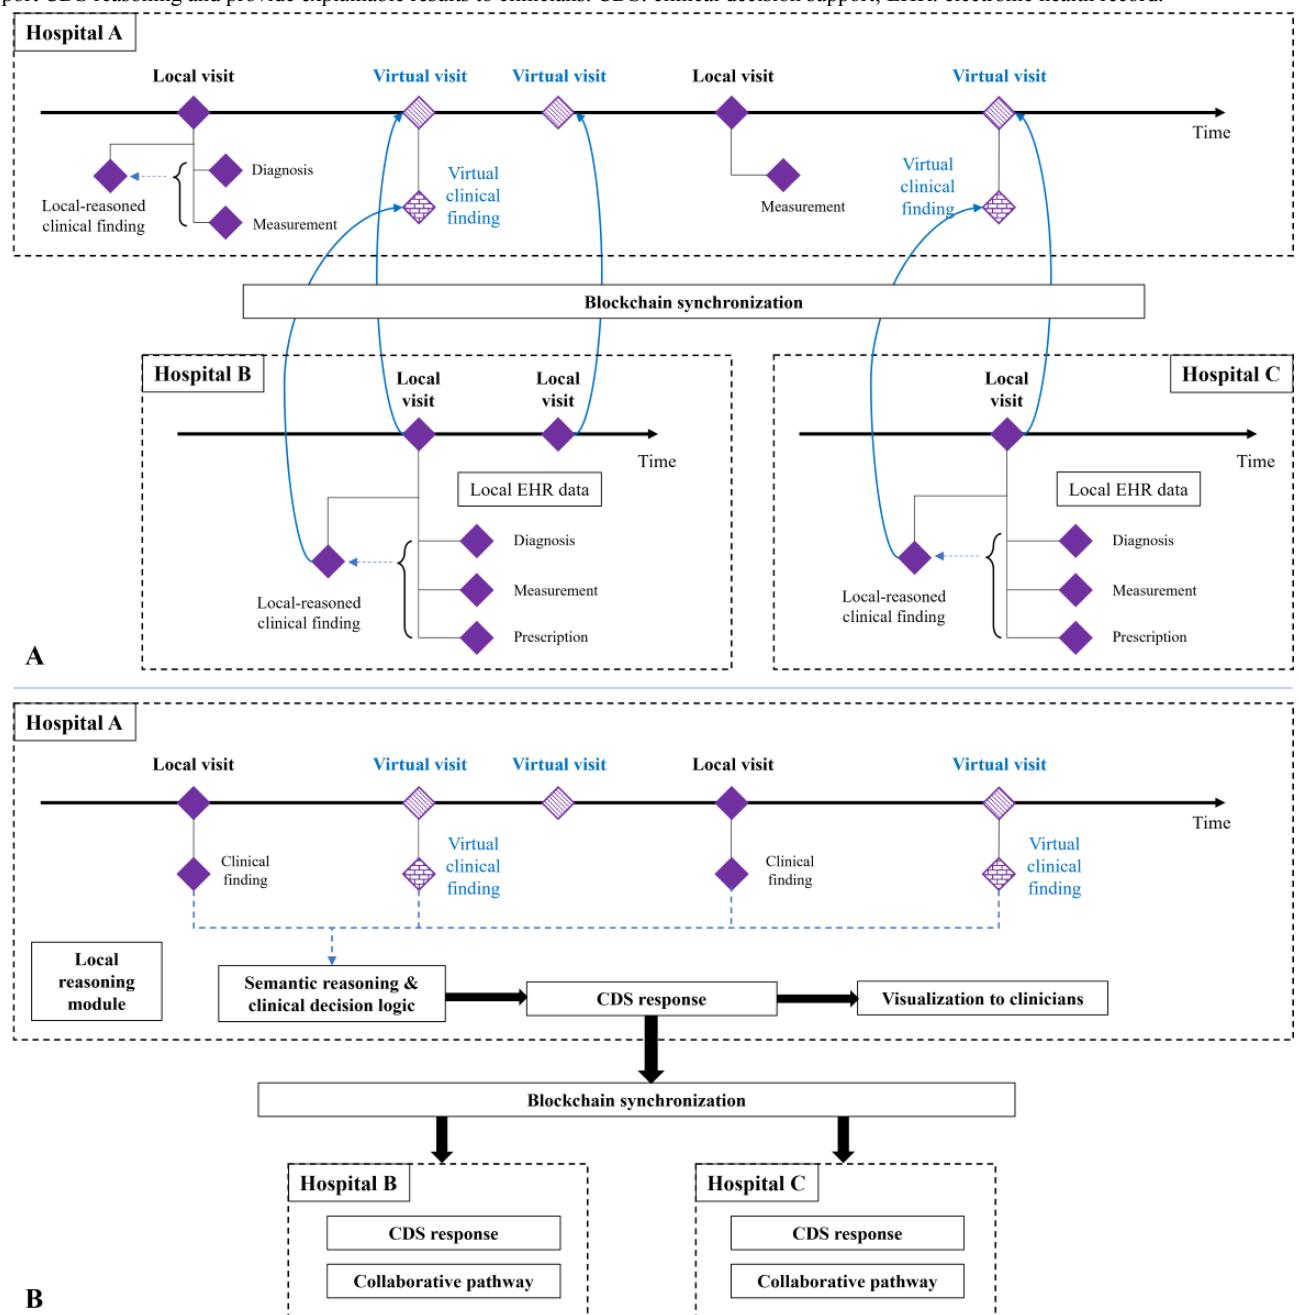 port CDS reasoning and provide explainable results to clinicians. CDS: clinical decision support; EHR: electronic health record.
Hospital A
Local visit
Virtual visit
Virtual visit
Local visit
Virtual visit
Time
Diagnosis
Measurement
Local-reasoned
clinical finding
Virtual
clinical
finding
Measurement
Virtual
clinical
finding
Blockchain synchronization
Hospital B
Local
visit
Local
visit
Time
Local EHR data
Diagnosis
Measurement
Prescription
Local-reasoned
clinical finding
Hospital C
Local
visit
Time
Local EHR data
Diagnosis
Measurement
Prescription
Local-reasoned
clinical finding
A
Hospital A
Local visit
Virtual visit
Virtual visit
Local visit
Virtual visit
Time
Clinical
finding
Virtual
clinical
finding
Clinical
finding
Virtual
clinical
finding
Local
reasoning
module
Semantic reasoning &
clinical decision logic
CDS response
Visualization to clinicians
Blockchain synchronization
Hospital B
CDS response
Collaborative pathway
Hospital C
CDS response
Collaborative pathway
B